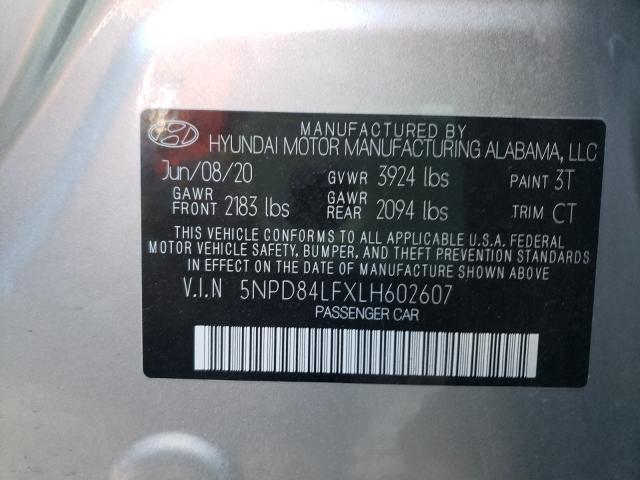 MANUFACTURED BY
HYUNDAI MOTOR MANUFACTURING ALABAMA, LLC
Jun/08/20 GVWR 3924 lbs PAINT 3T
GAWR FRONT 2183 lbs GAWR REAR 2094 lbs TRIM CT
THIS VEHICLE CONFORMS TO ALL APPLICABLE U.S.A. FEDERAL
MOTOR VEHICLE SAFETY, BUMPER, AND THEFT PREVENTION STANDARDS
IN EFFECT ON THE DATE OF MANUFACTURE SHOWN ABOVE
V.I.N 5NPD84LFXLH602607
PASSENGER CAR